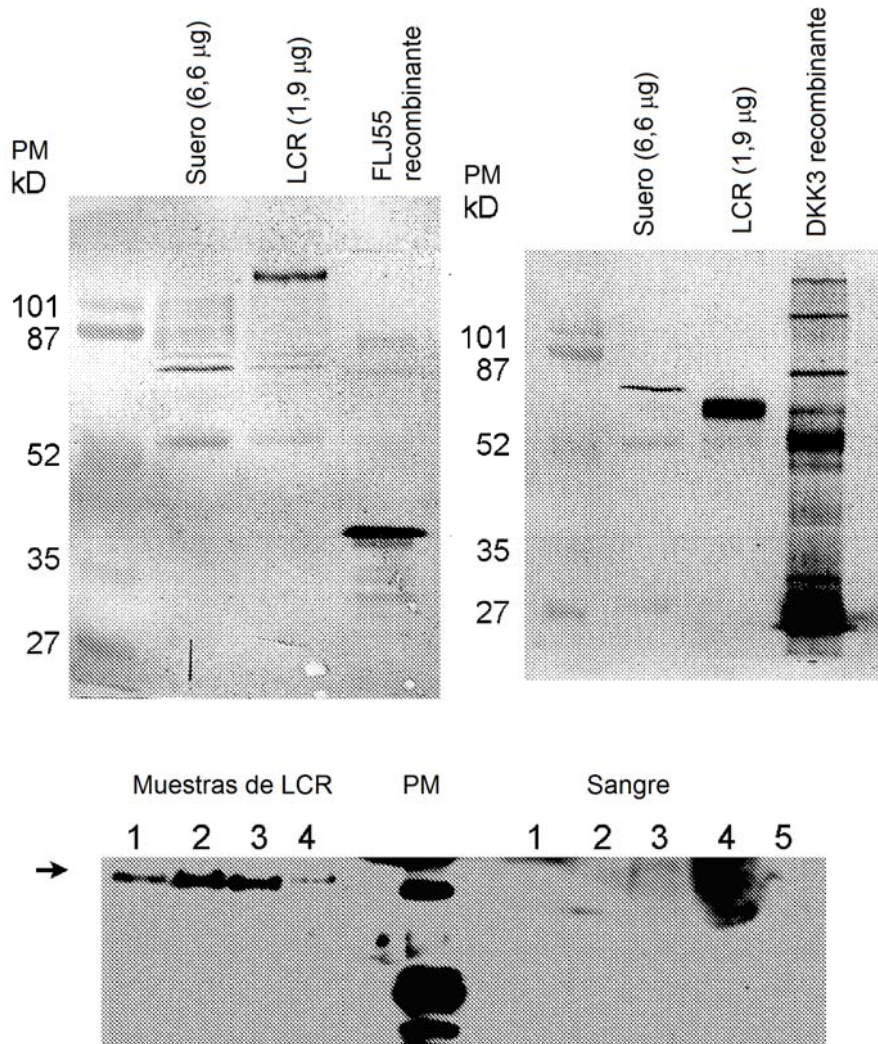 PM
kD
Suero (6,6 µg)
LCR (1,9 µg)
FLJ55
recombinante
101
87
52
35
27
PM
kD
Suero (6,6 µg)
LCR (1,9 µg)
DKK3 recombinante
101
87
52
35
27
Muestras de LCR PM Sangre
1 2 3 4 1 2 3 4 5